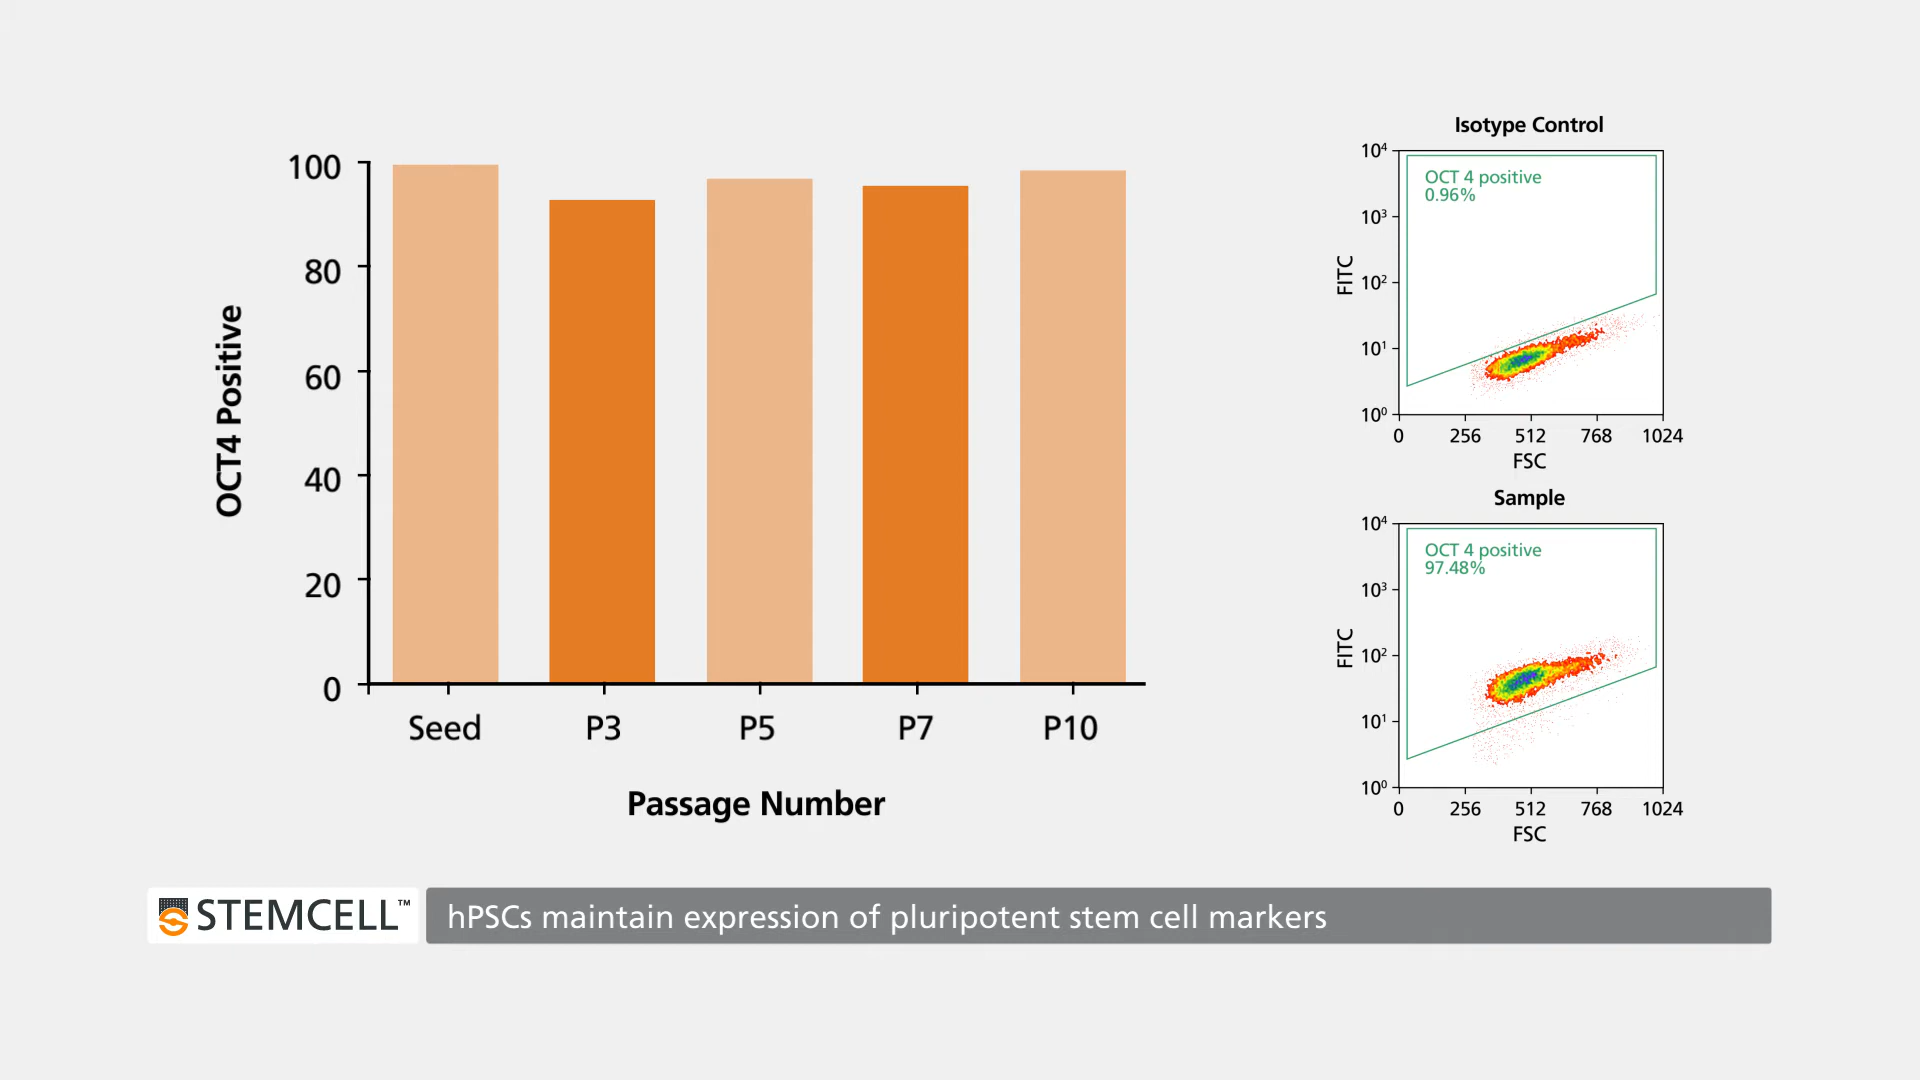 100
80
60
40
20
0
OCT4 Positive
Seed P3 P5 P7 P10
Passage Number
Isotype Control
10⁴
10³
10²
10¹
10⁰
FITC
OCT 4 positive
0.96%
0 256 512 768 1024
FSC
Sample
10⁴
10³
10²
10¹
10⁰
FITC
OCT 4 positive
97.48%
0 256 512 768 1024
FSC
STEMCELL™
hPSCs maintain expression of pluripotent stem cell markers